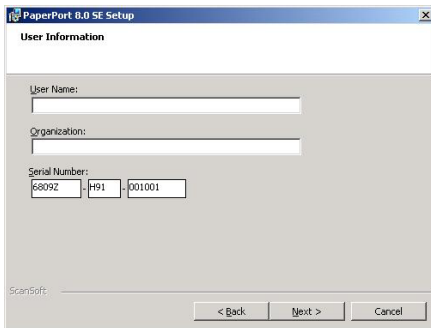 PaperPort 8.0 SE Setup
User Information
User Name:
Organization:
Serial Number:
6809Z - H91 - 001001
ScanSoft
< Back Next > Cancel